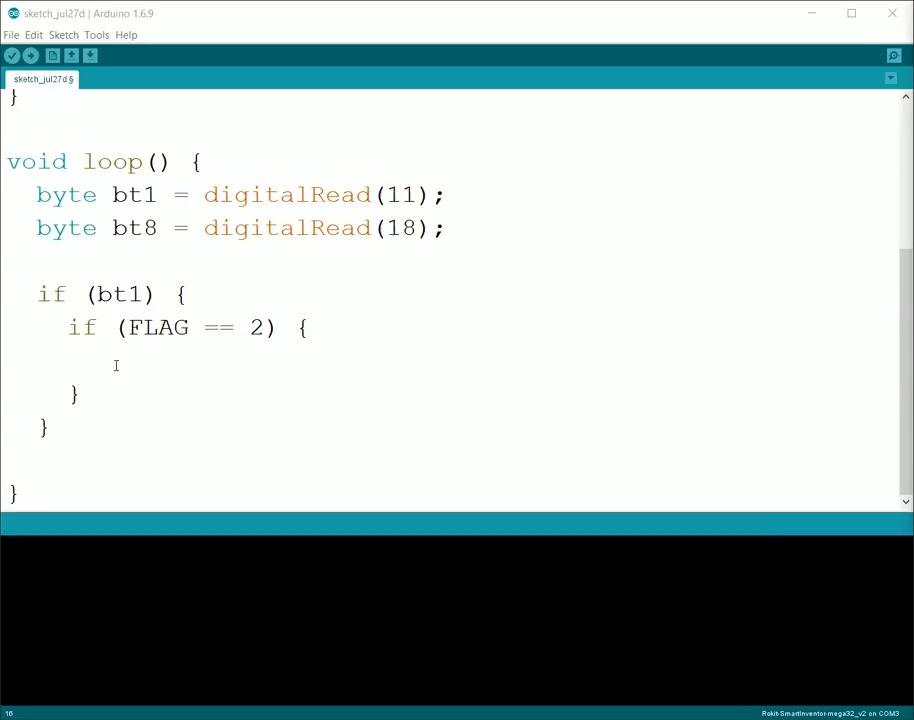 sketch_jul27d | Arduino 1.6.9
File Edit Sketch Tools Help
sketch_jul27d §
}
void loop() {
byte bt1 = digitalRead(11);
byte bt8 = digitalRead(18);
if (bt1) {
if (FLAG == 2) {
}
}
}
16
Rokit-SmartInventor-mega32_v2 on COM3